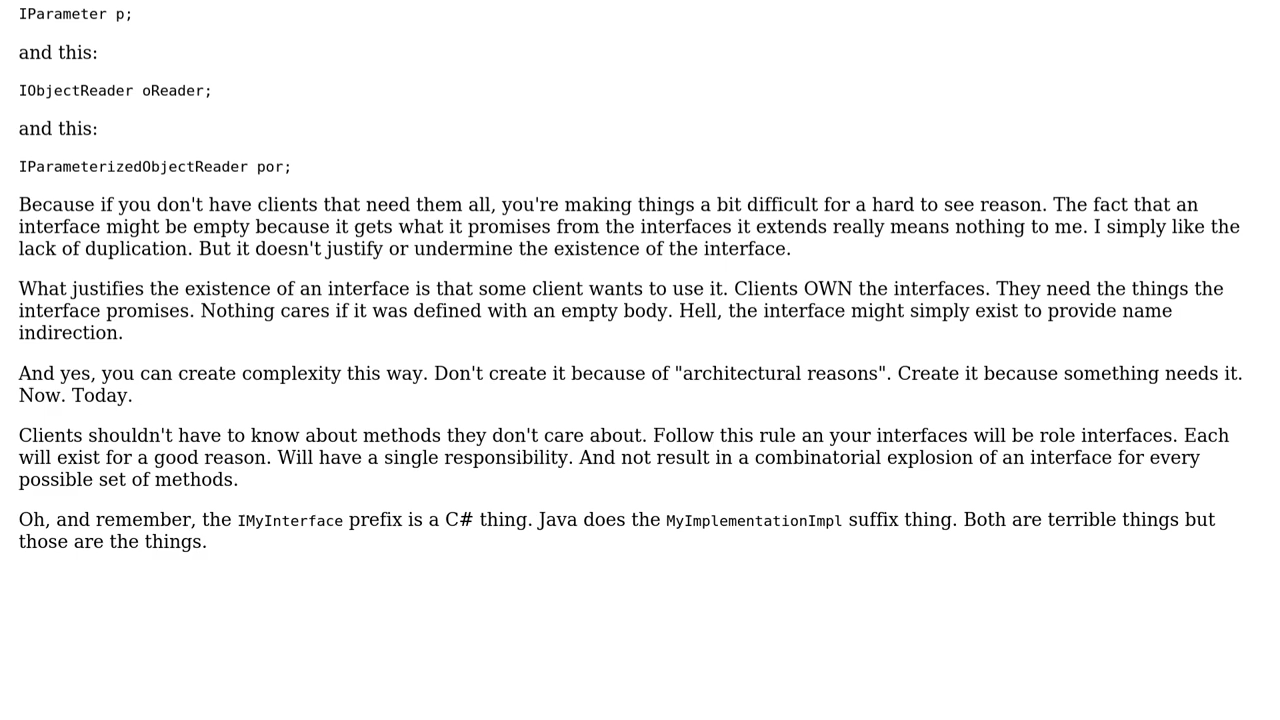 IParameter p;
and this:
IObjectReader oReader;
and this:
IParameterizedObjectReader por;
Because if you don't have clients that need them all, you're making things a bit difficult for a hard to see reason. The fact that an
interface might be empty because it gets what it promises from the interfaces it extends really means nothing to me. I simply like the
lack of duplication. But it doesn't justify or undermine the existence of the interface.
What justifies the existence of an interface is that some client wants to use it. Clients OWN the interfaces. They need the things the
interface promises. Nothing cares if it was defined with an empty body. Hell, the interface might simply exist to provide name
indirection.
And yes, you can create complexity this way. Don't create it because of "architectural reasons". Create it because something needs it.
Now. Today.
Clients shouldn't have to know about methods they don't care about. Follow this rule an your interfaces will be role interfaces. Each
will exist for a good reason. Will have a single responsibility. And not result in a combinatorial explosion of an interface for every
possible set of methods.
Oh, and remember, the IMyInterface prefix is a C# thing. Java does the MyImplementationImpl suffix thing. Both are terrible things but
those are the things.